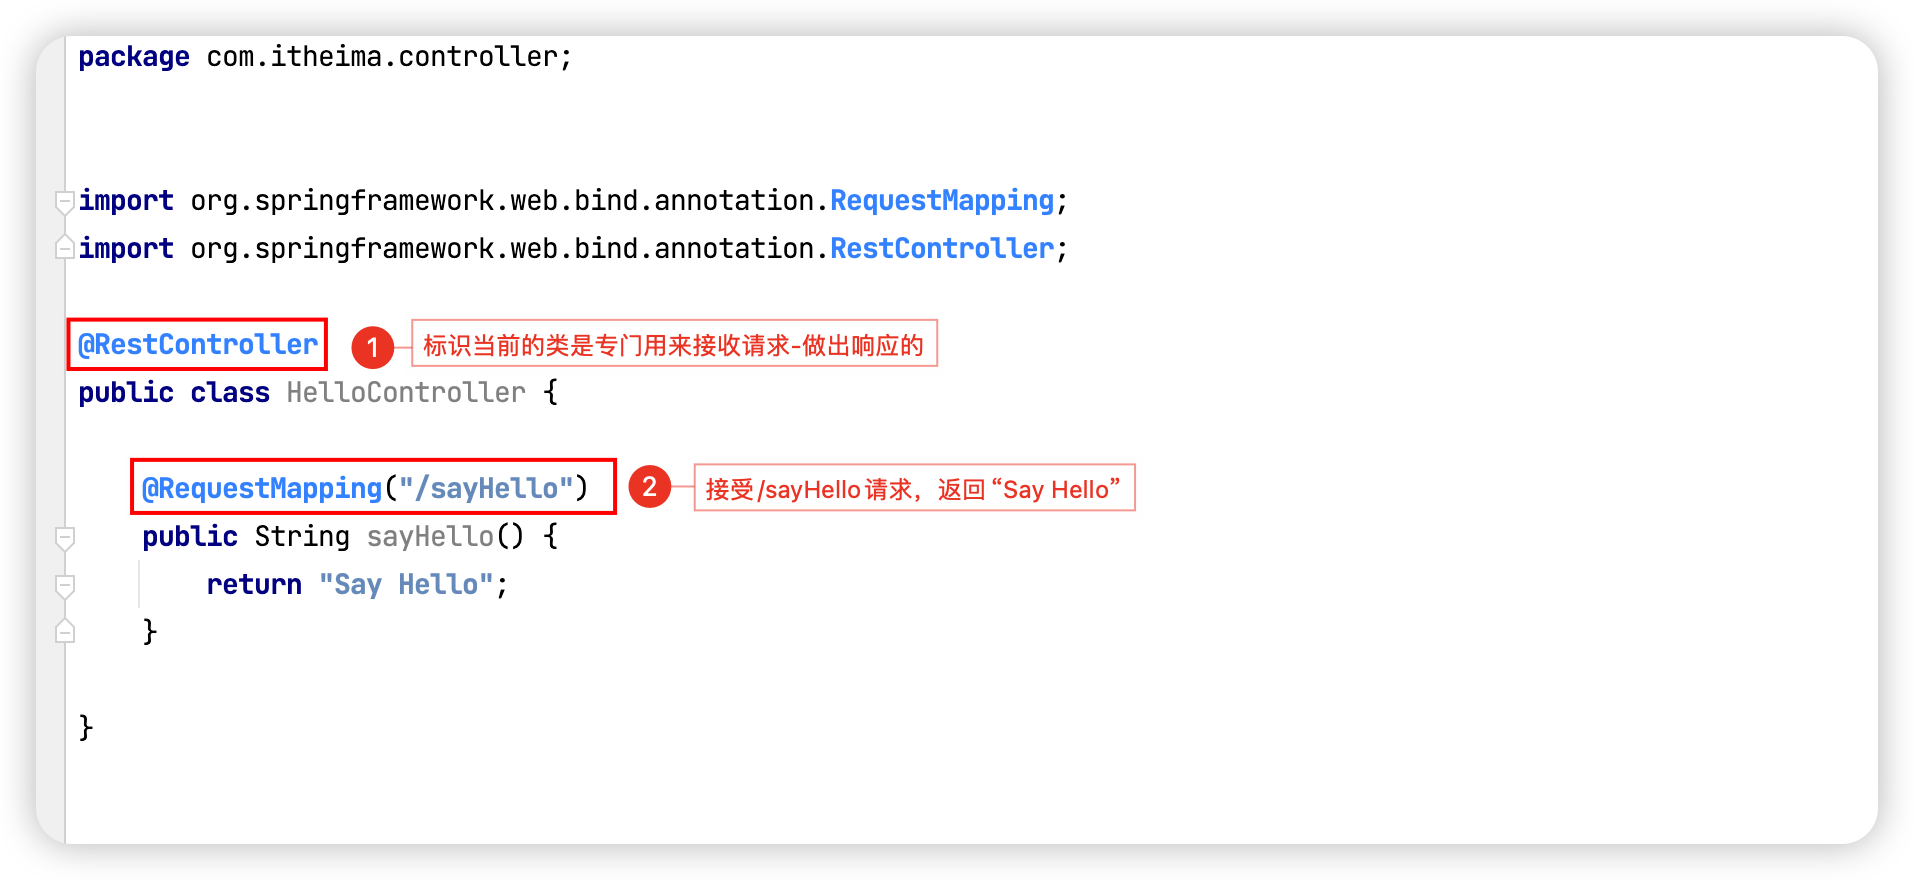 package com.itheima.controller;
import org.springframework.web.bind.annotation.RequestMapping;
import org.springframework.web.bind.annotation.RestController;
@RestController 1 标识当前的类是专门用来接收请求-做出响应的
public class HelloController {
@RequestMapping("/sayHello") 2 接受/sayHello请求，返回“Say Hello”
public String sayHello() {
return "Say Hello";
}
}